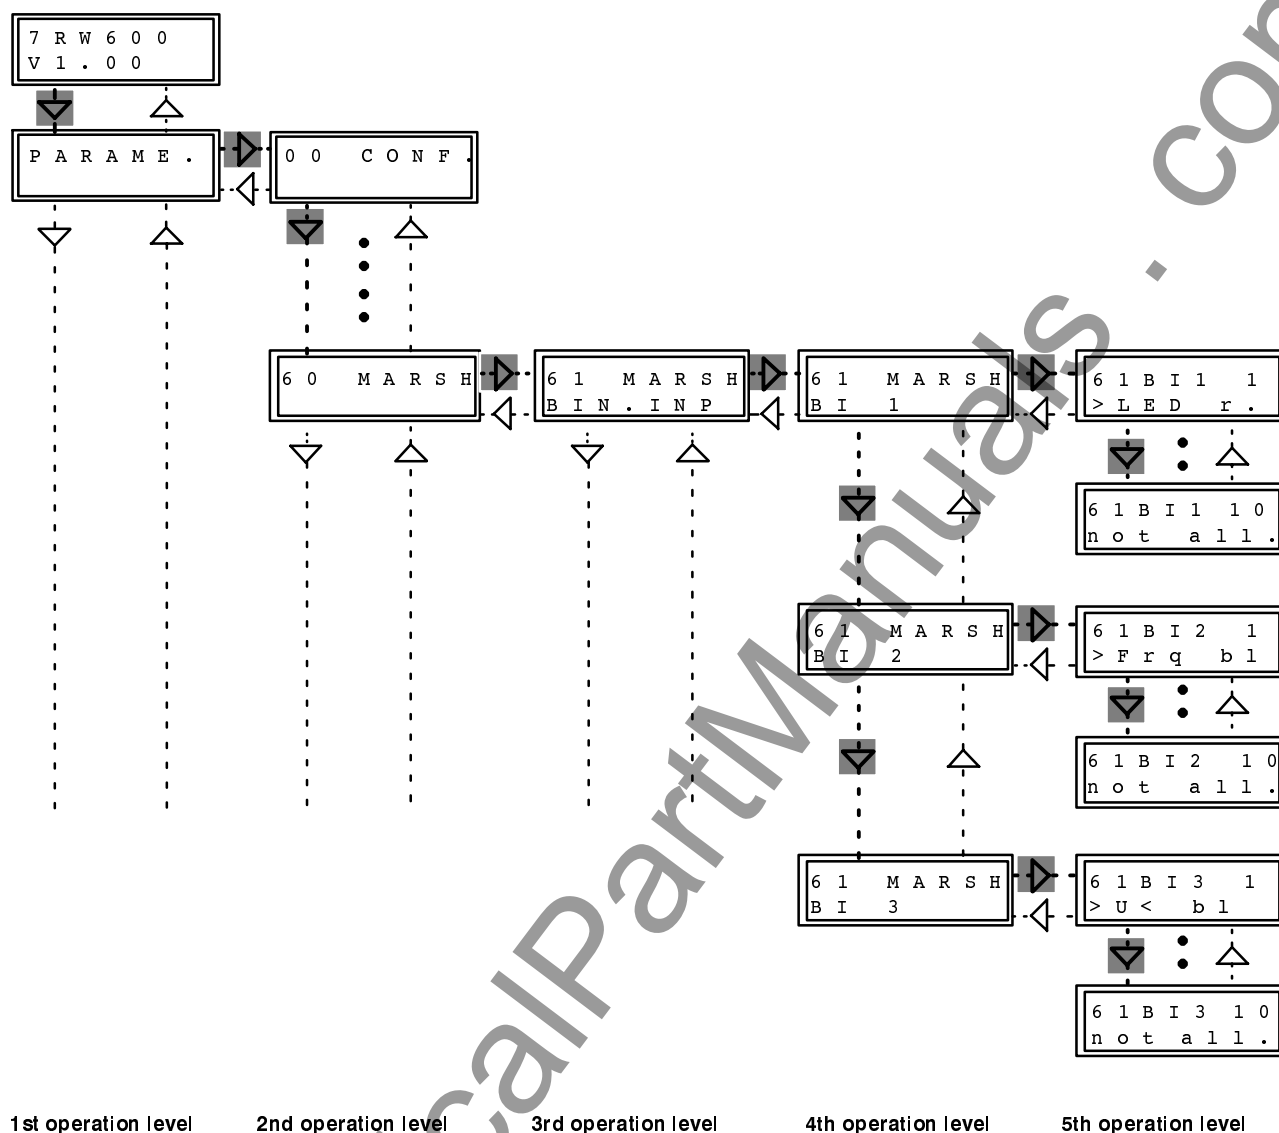 7RW600
V1.00
PARAME.
00 CONF.
60 MARSH
61 MARSH
BIN.INP
61 MARSH
BI 1
61BI1 1
>LED r.
61BI1 10
not all.
61 MARSH
BI 2
61BI2 1
>Frq bl
61BI2 10
not all.
61 MARSH
BI 3
61BI3 1
>U< bl
61BI3 10
not all.
calPartManuals . com
1st operation level 2nd operation level 3rd operation level 4th operation level 5th operation level